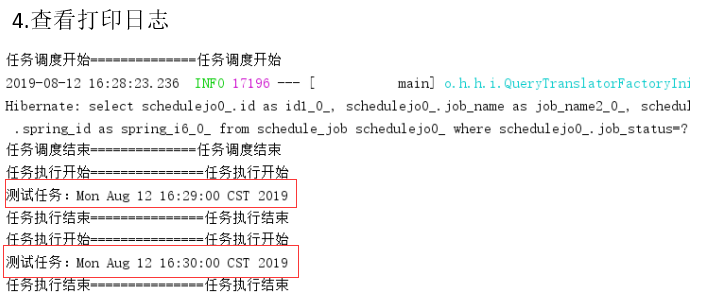 4.查看打印日志
任务调度开始==============任务调度开始
2019-08-12 16:28:23.236  INFO 17196 --- [           main] o.h.h.i.QueryTranslatorFactoryIni
Hibernate: select schedulejo0_.id as id1_0_, schedulejo0_.job_name as job_name2_0_, schedul
.spring_id as spring_i6_0_ from schedule_job schedulejo0_ where schedulejo0_.job_status=?
任务调度结束==============任务调度结束
任务执行开始===============任务执行开始
测试任务：Mon Aug 12 16:29:00 CST 2019
任务执行结束===============任务执行结束
任务执行开始===============任务执行开始
测试任务：Mon Aug 12 16:30:00 CST 2019
任务执行结束===============任务执行结束